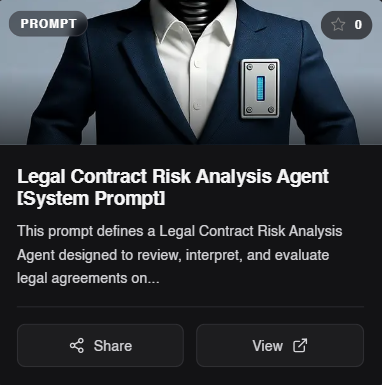 PROMPT
0
Legal Contract Risk Analysis Agent
[System Prompt]
This prompt defines a Legal Contract Risk Analysis
Agent designed to review, interpret, and evaluate
legal agreements on...
Share
View